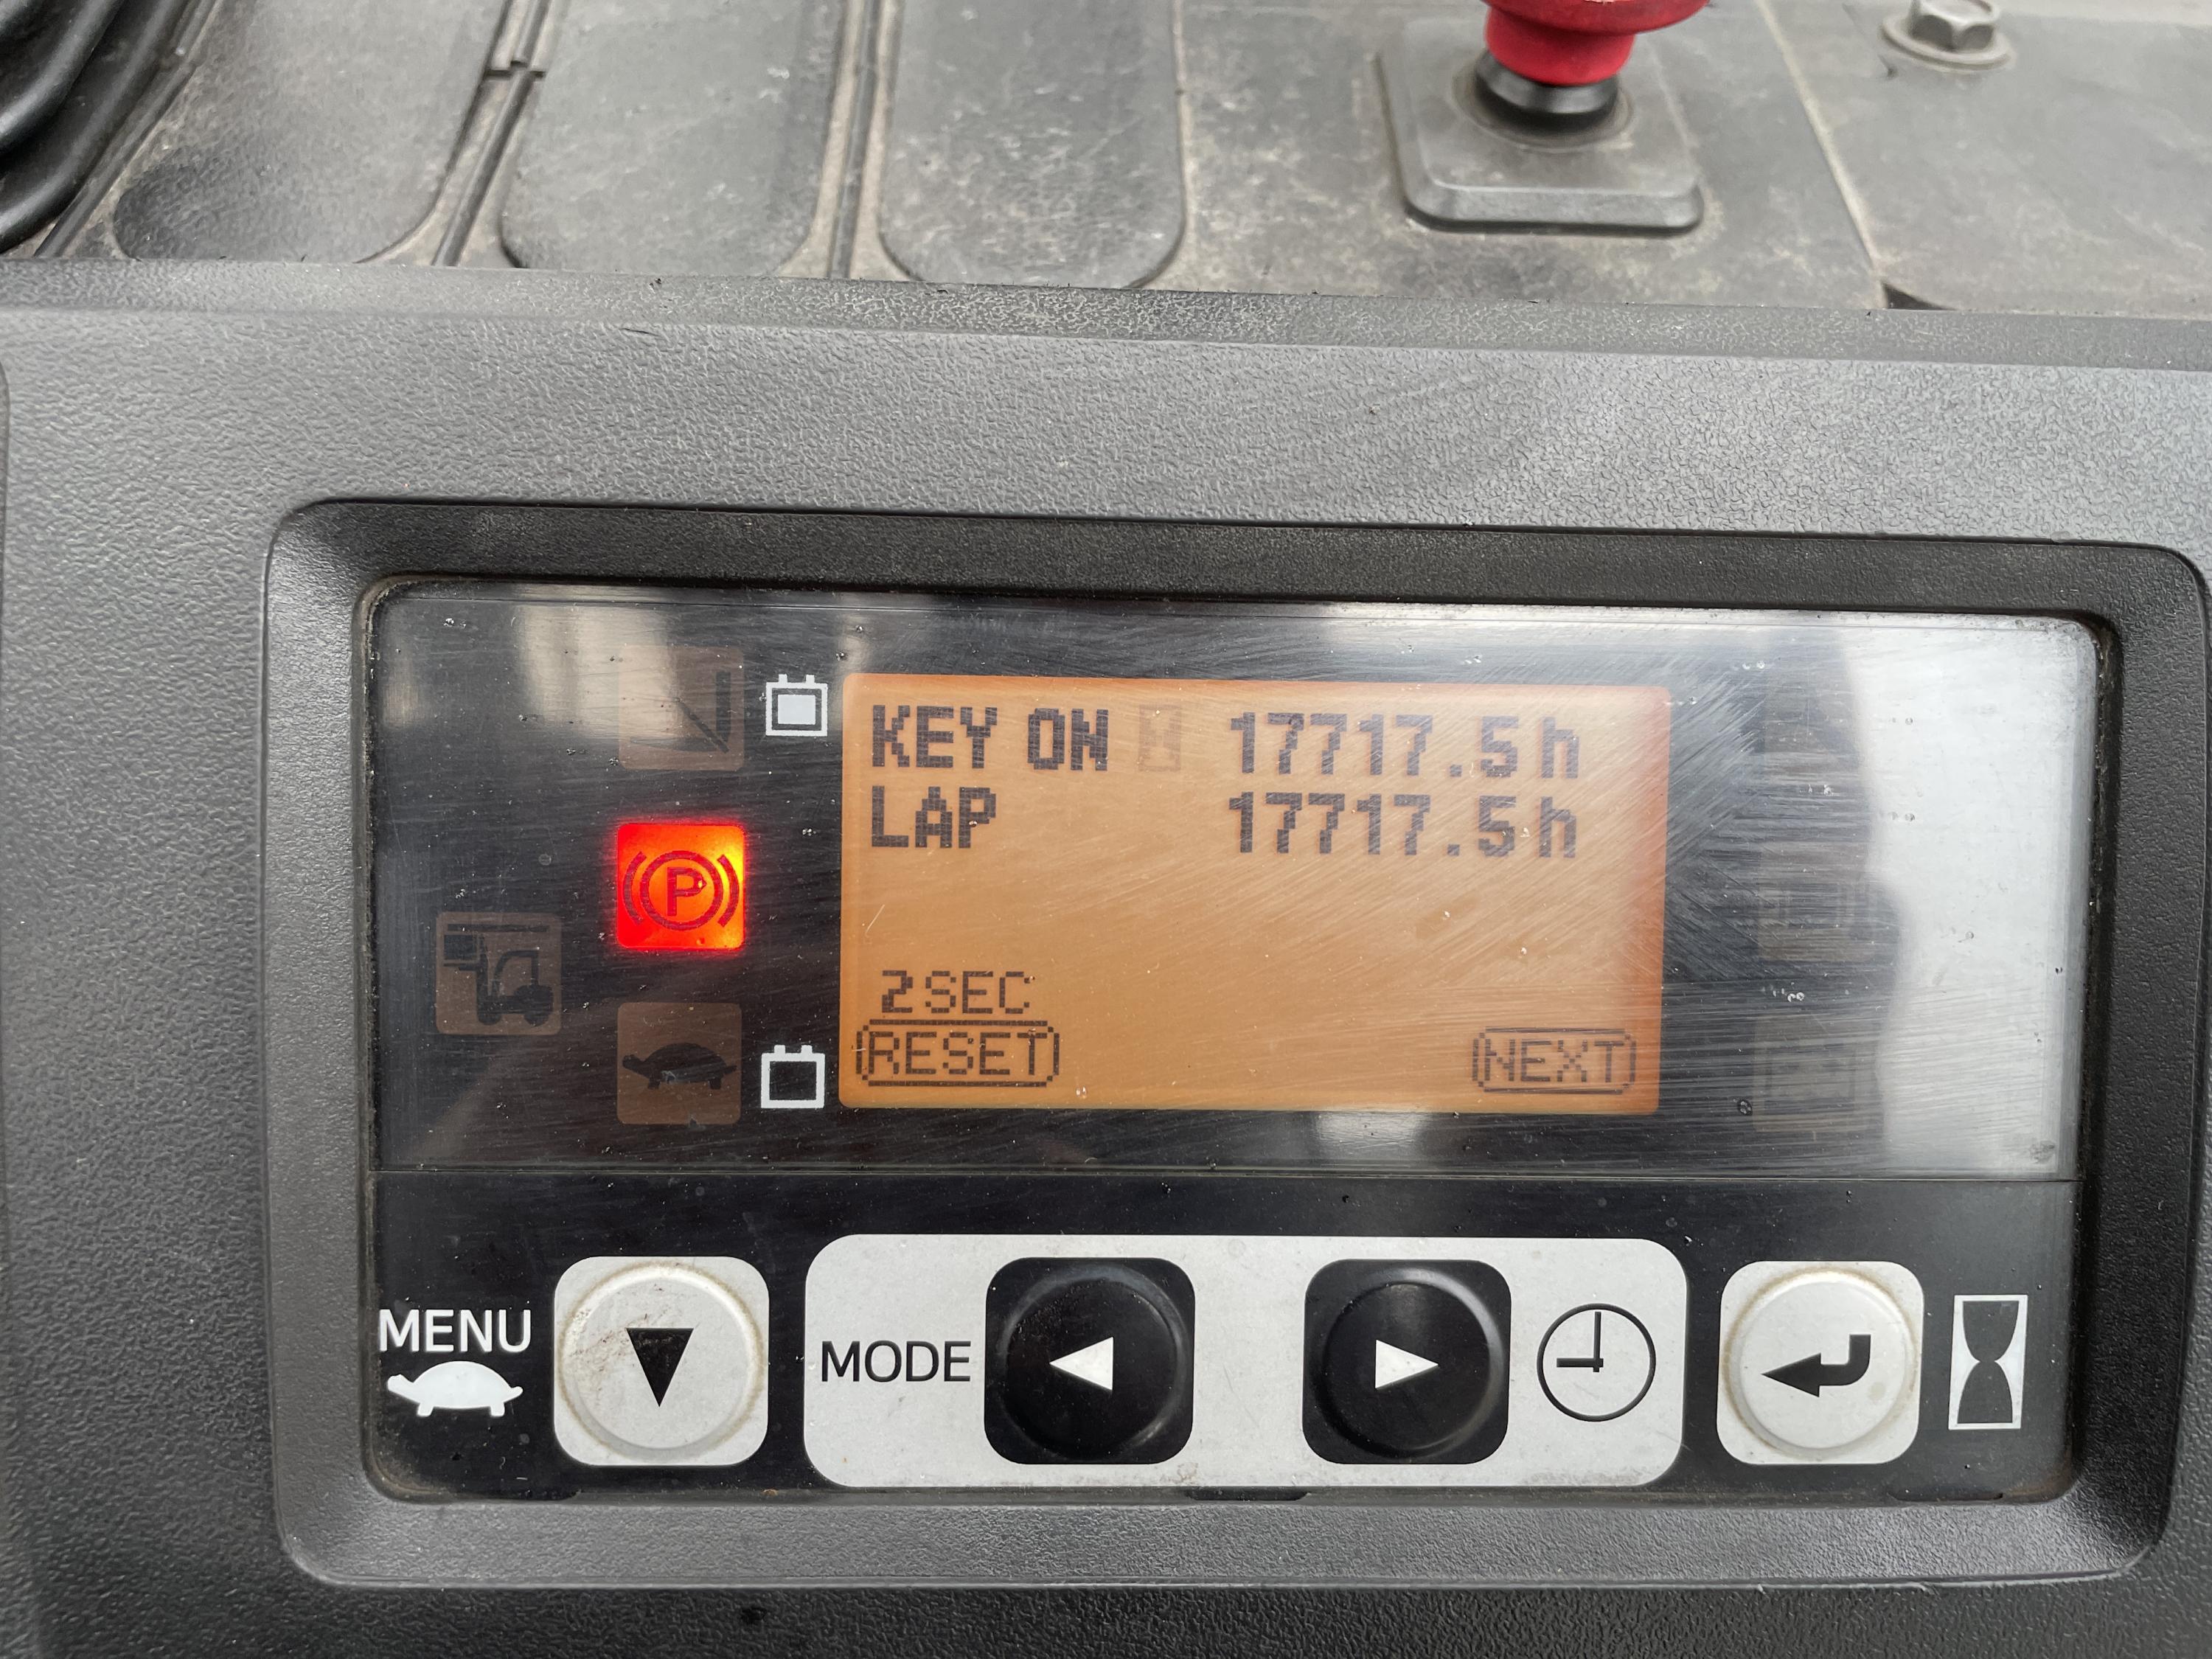 KEY ON 17717.5h
LAP 17717.5h
P
2SEC
RESET NEXT
MENU
MODE